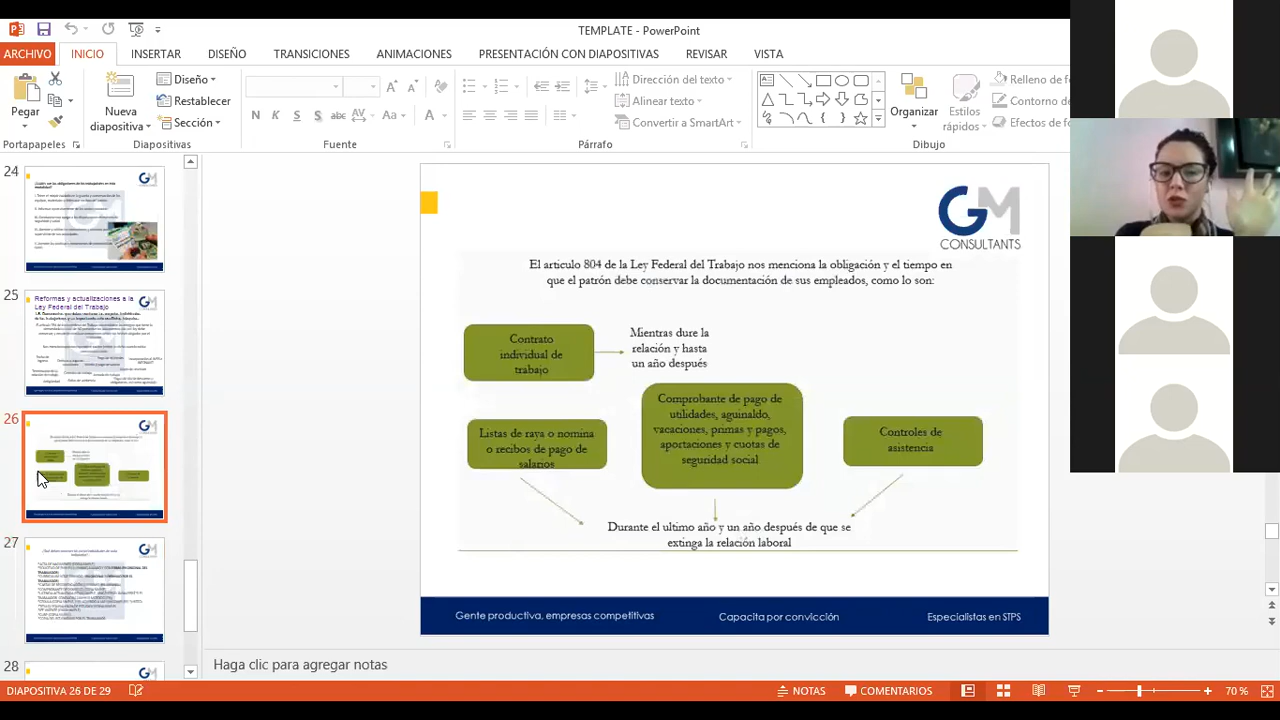 TEMPLATE - PowerPoint
ARCHIVO INICIO INSERTAR DISEÑO TRANSICIONES ANIMACIONES PRESENTACIÓN CON DIAPOSITIVAS REVISAR VISTA
Pegar
Nueva diapositiva
Diseño
Restablecer
Sección
N K S S abc AV Aa A
Dirección del texto
Alinear texto
Convertir a SmartArt
Organizar
Estilos rápidos
Relleno de
Contorno de
Efectos de
Portapapeles
Diapositivas
Fuente
Párrafo
Dibujo
24
25
Reformas y actualizaciones a la
Ley Federal del Trabajo
26
27
28
GM
CONSULTANTS
El articulo 804 de la Ley Federal del Trabajo nos menciona la obligación y el tiempo en
que el patrón debe conservar la documentación de sus empleados, como lo son:
Contrato
individual de
trabajo
Mientras dure la
relación y hasta
un año después
Listas de raya o nomina
o recibos de pago de
salarios
Comprobante de pago de
utilidades, aguinaldo,
vacaciones, primas y pagos,
aportaciones y cuotas de
seguridad social
Controles de
asistencia
Durante el ultimo año y un año después de que se
extinga la relación laboral
Gente productiva, empresas competitivas
Capacita por convicción
Especialistas en STPS
Haga clic para agregar notas
DIAPOSITIVA 26 DE 29
NOTAS
COMENTARIOS
70 %